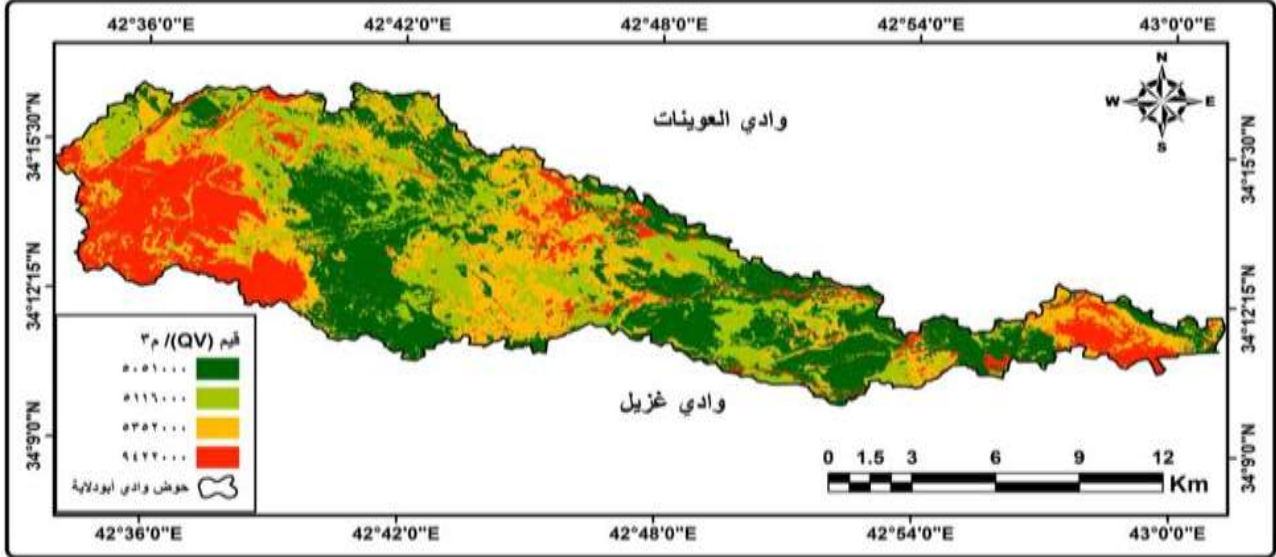 42°36'0"E 42°42'0"E 42°48'0"E 42°54'0"E 43°0'0"E
N
W E
S
34°15'30"N
34°12'15"N
34°9'0"N
34°15'30"N
34°12'15"N
34°9'0"N
وادي العوينات
وادي غزيل
قيم (QV)/ م٣
٥٠٥١٠٠٠
٥١١٦٠٠٠
٥٣٥٢٠٠٠
٩٤٢٢٠٠٠
حوض وادي ابودلاية
0 1.5 3 6 9 12
Km
42°36'0"E 42°42'0"E 42°48'0"E 42°54'0"E 43°0'0"E